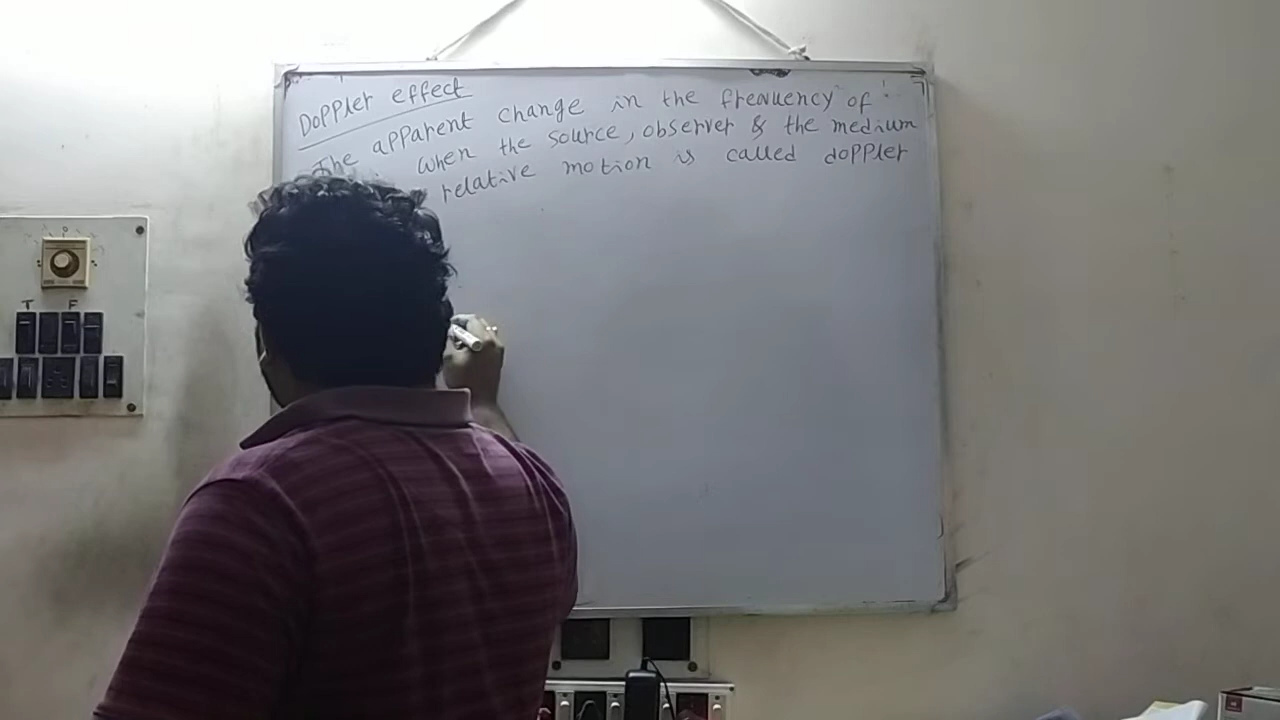 Doppler effect
The apparent change in the frequency of
when the source, observer & the medium
relative motion is called doppler
T F